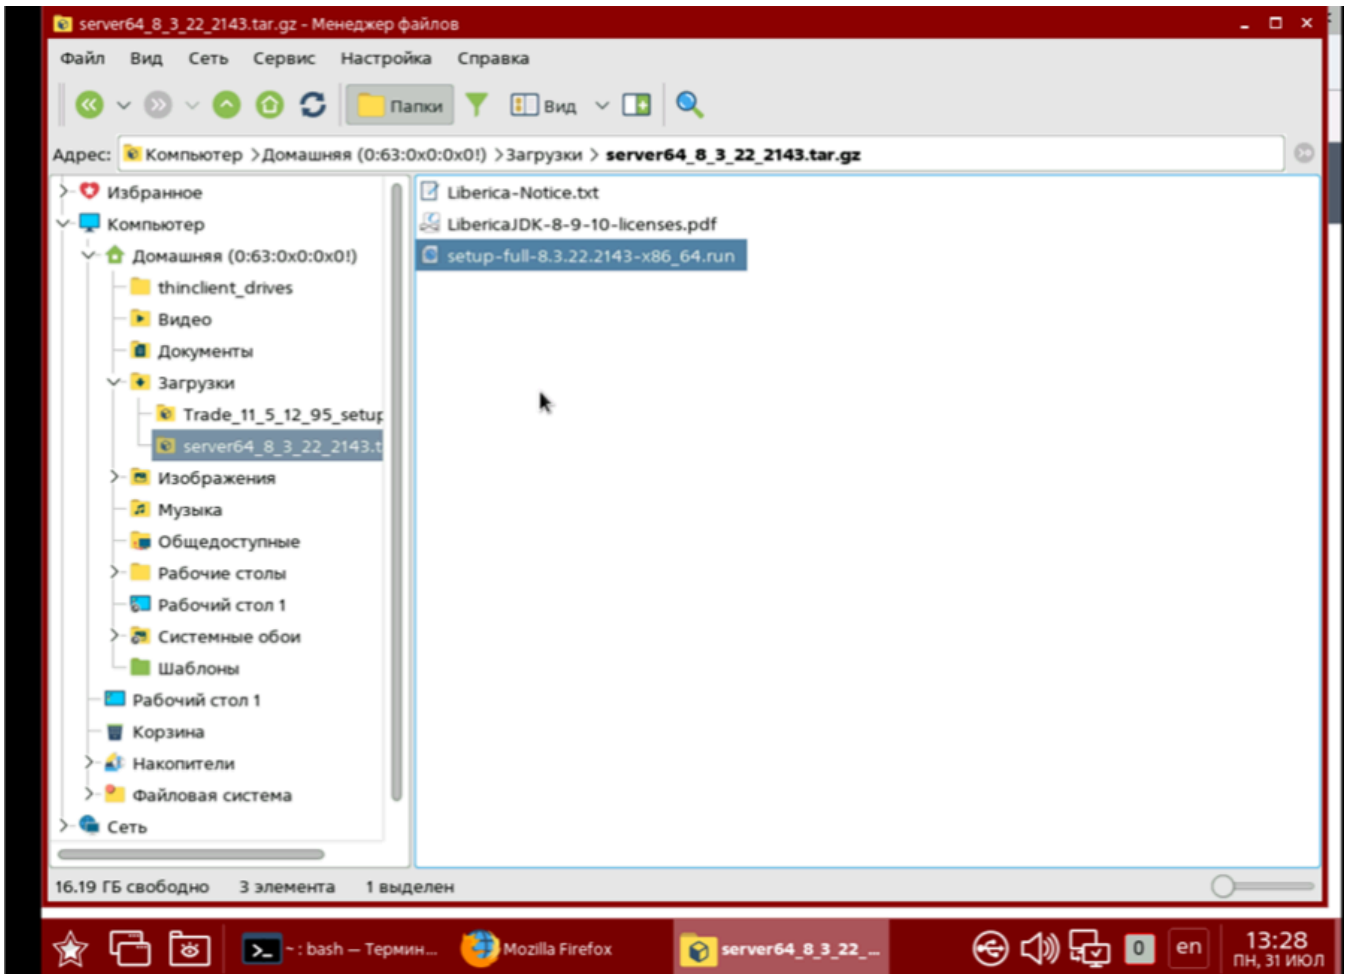 server64_8_3_22_2143.tar.gz - Менеджер файлов
Файл Вид Сеть Сервис Настройка Справка
Папки Вид
Адрес: Компьютер >Домашняя (0:63:0x0:0x0!) >Загрузки > server64_8_3_22_2143.tar.gz
Избранное
Компьютер
Домашняя (0:63:0x0:0x0!)
thinclient_drives
Видео
Документы
Загрузки
Trade_11_5_12_95_setup
server64_8_3_22_2143.t
Изображения
Музыка
Общедоступные
Рабочие столы
Рабочий стол 1
Системные обои
Шаблоны
Рабочий стол 1
Корзина
Накопители
Файловая система
Сеть
Liberica-Notice.txt
LibericaJDK-8-9-10-licenses.pdf
setup-full-8.3.22.2143-x86_64.run
16.19 ГБ свободно 3 элемента 1 выделен
~ : bash — Термин... Mozilla Firefox server64_8_3_22_... 0 en 13:28
ПН, 31 ИЮЛ